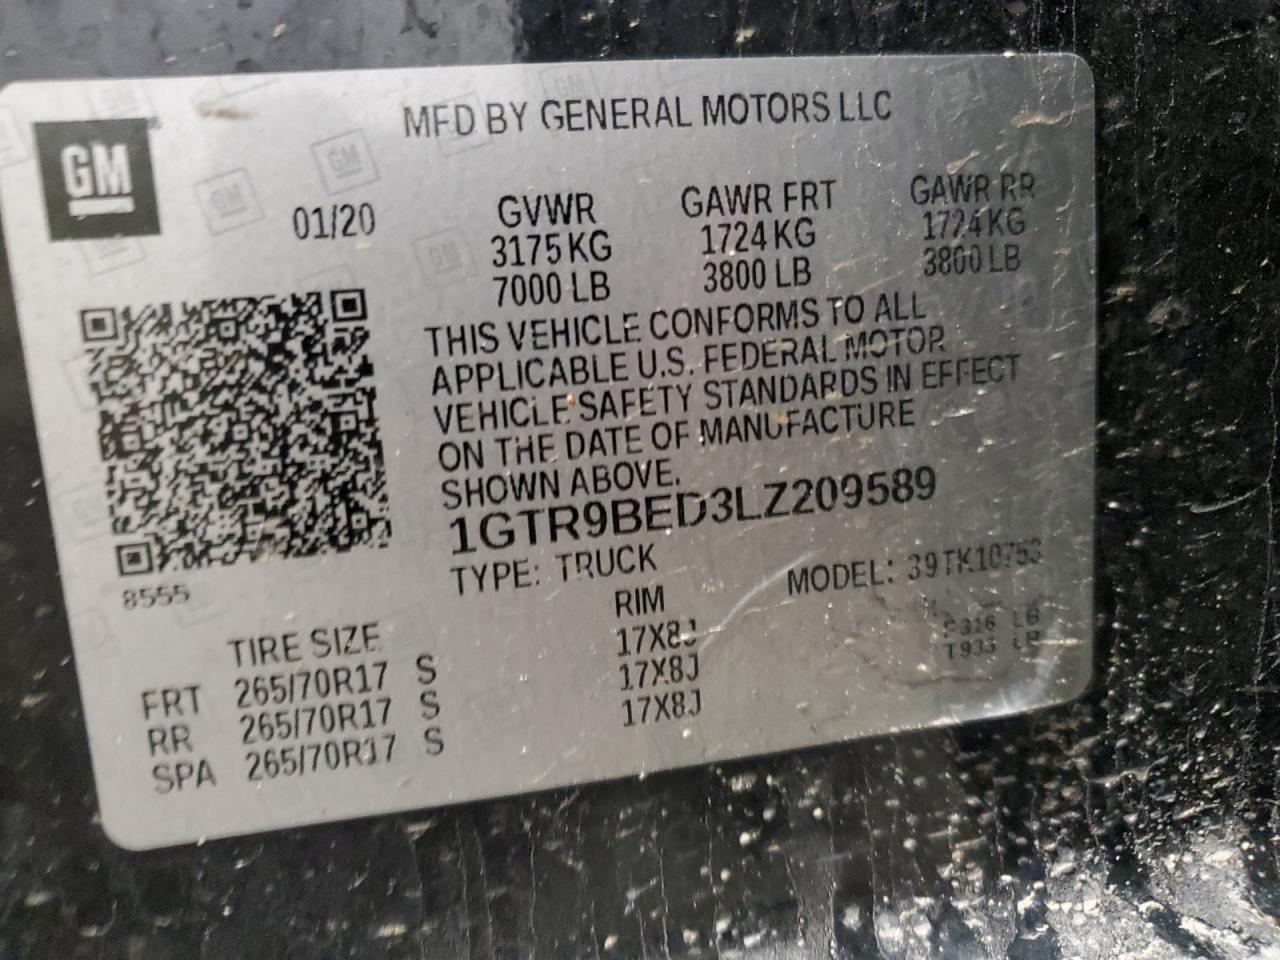 MFD BY GENERAL MOTORS LLC
GM
01/20
GVWR GAWR FRT GAWR RR
3175 KG 1724 KG 1724 KG
7000 LB 3800 LB 3800 LB
THIS VEHICLE CONFORMS TO ALL
APPLICABLE U.S. FEDERAL MOTOR
VEHICLE SAFETY STANDARDS IN EFFECT
ON THE DATE OF MANUFACTURE
SHOWN ABOVE.
1GTR9BED3LZ209589
TYPE: TRUCK MODEL: 39TK10753
8555
TIRE SIZE RIM
FRT 265/70R17 S 17X8J
RR 265/70R17 S 17X8J
SPA 265/70R17 S 17X8J
LB